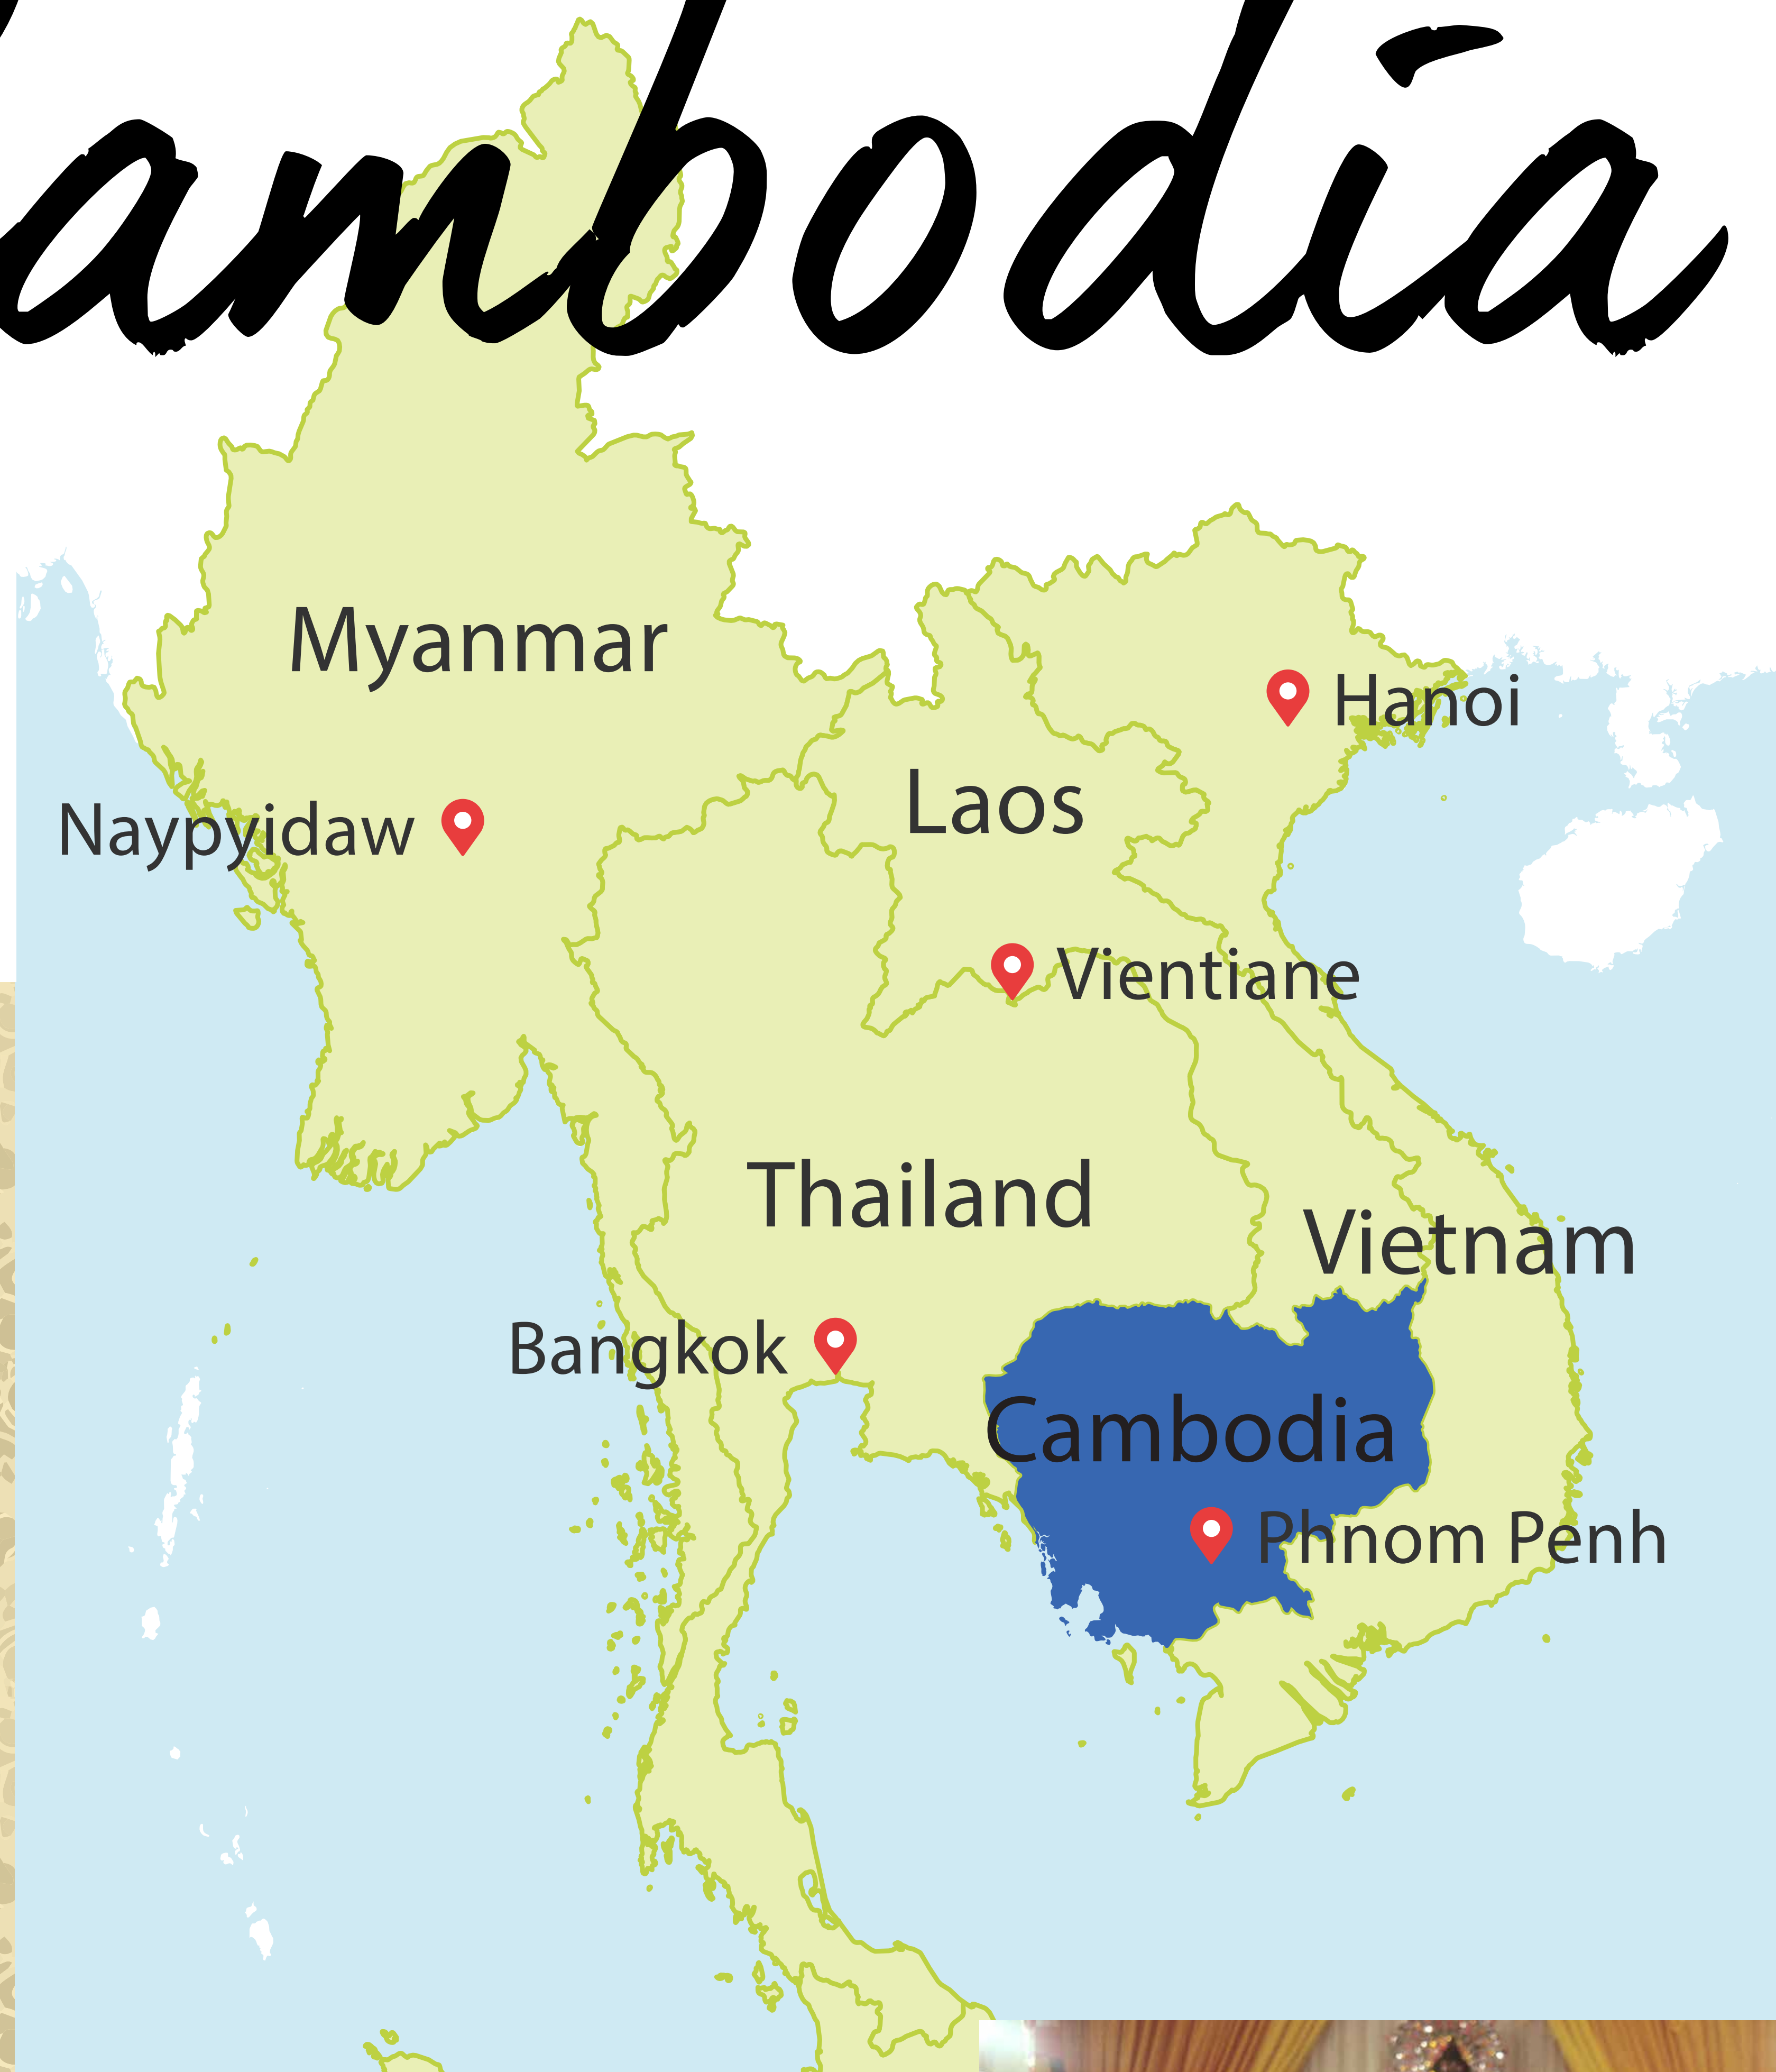 ambodia
Myanmar
Hanoi
Laos
Naypyidaw
Vientiane
Thailand
Vietnam
Bangkok
Cambodia
Phnom Penh